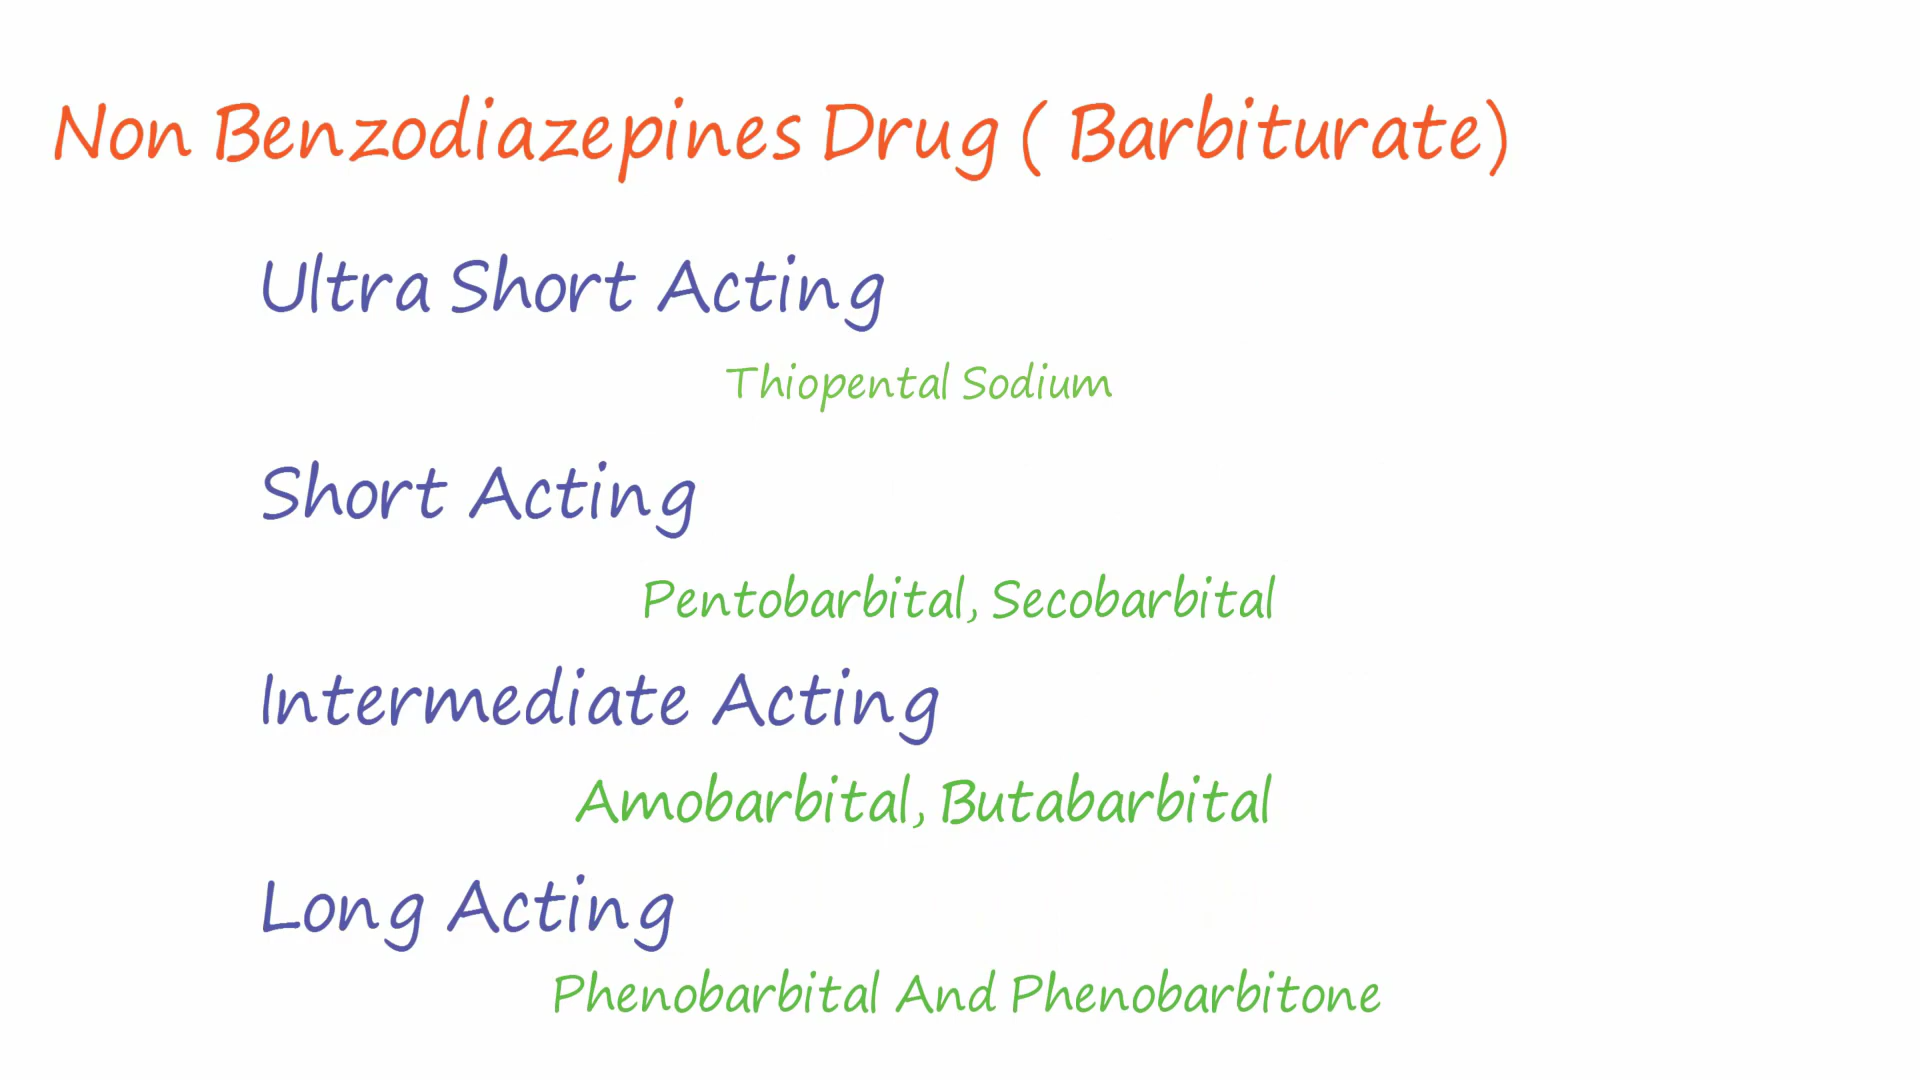 Non Benzodiazepines Drug ( Barbiturate)
Ultra Short Acting
Thiopental Sodium
Short Acting
Pentobarbital, Secobarbital
Intermediate Acting
Amobarbital, Butabarbital
Long Acting
Phenobarbital And Phenobarbitone